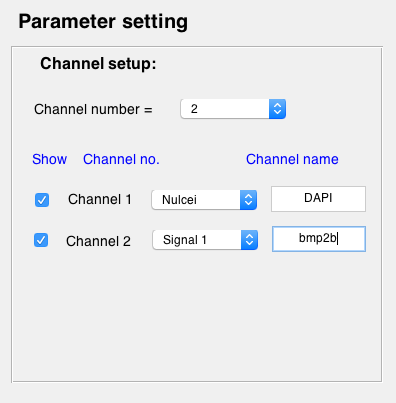 Parameter setting
Channel setup:
Channel number = 2
Show Channel no. Channel name
Channel 1 Nulcei DAPI
Channel 2 Signal 1 bmp2b